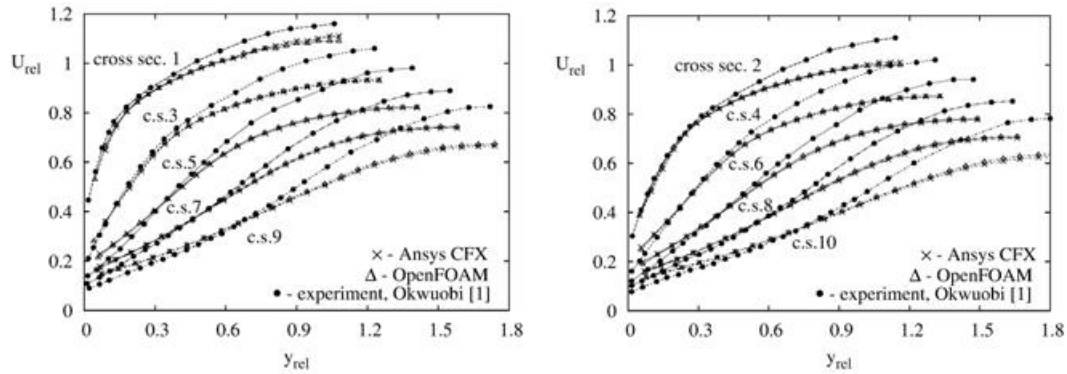 1.2
U_rel
1
0.8
0.6
0.4
0.2
0
0 0.3 0.6 0.9 1.2 1.5 1.8
y_rel
cross sec. 1
c.s.3
c.s.5
c.s.7
c.s.9
× - Ansys CFX
Δ - OpenFOAM
● - experiment, Okwuobi [1]
1.2
U_rel
1
0.8
0.6
0.4
0.2
0
0 0.3 0.6 0.9 1.2 1.5 1.8
y_rel
cross sec. 2
c.s.4
c.s.6
c.s.8
c.s.10
× - Ansys CFX
Δ - OpenFOAM
● - experiment, Okwuobi [1]